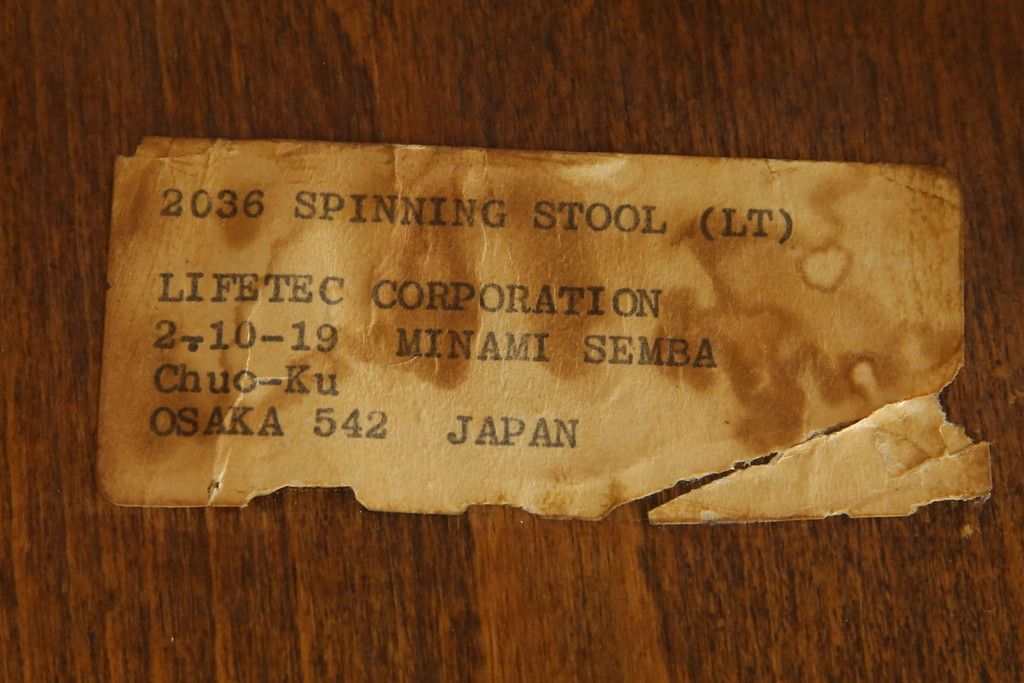 2036 SPINNING STOOL (LT)
LIFETEC CORPORATION
2-10-19 MINAMI SEMBA
Chuo-Ku
OSAKA 542 JAPAN